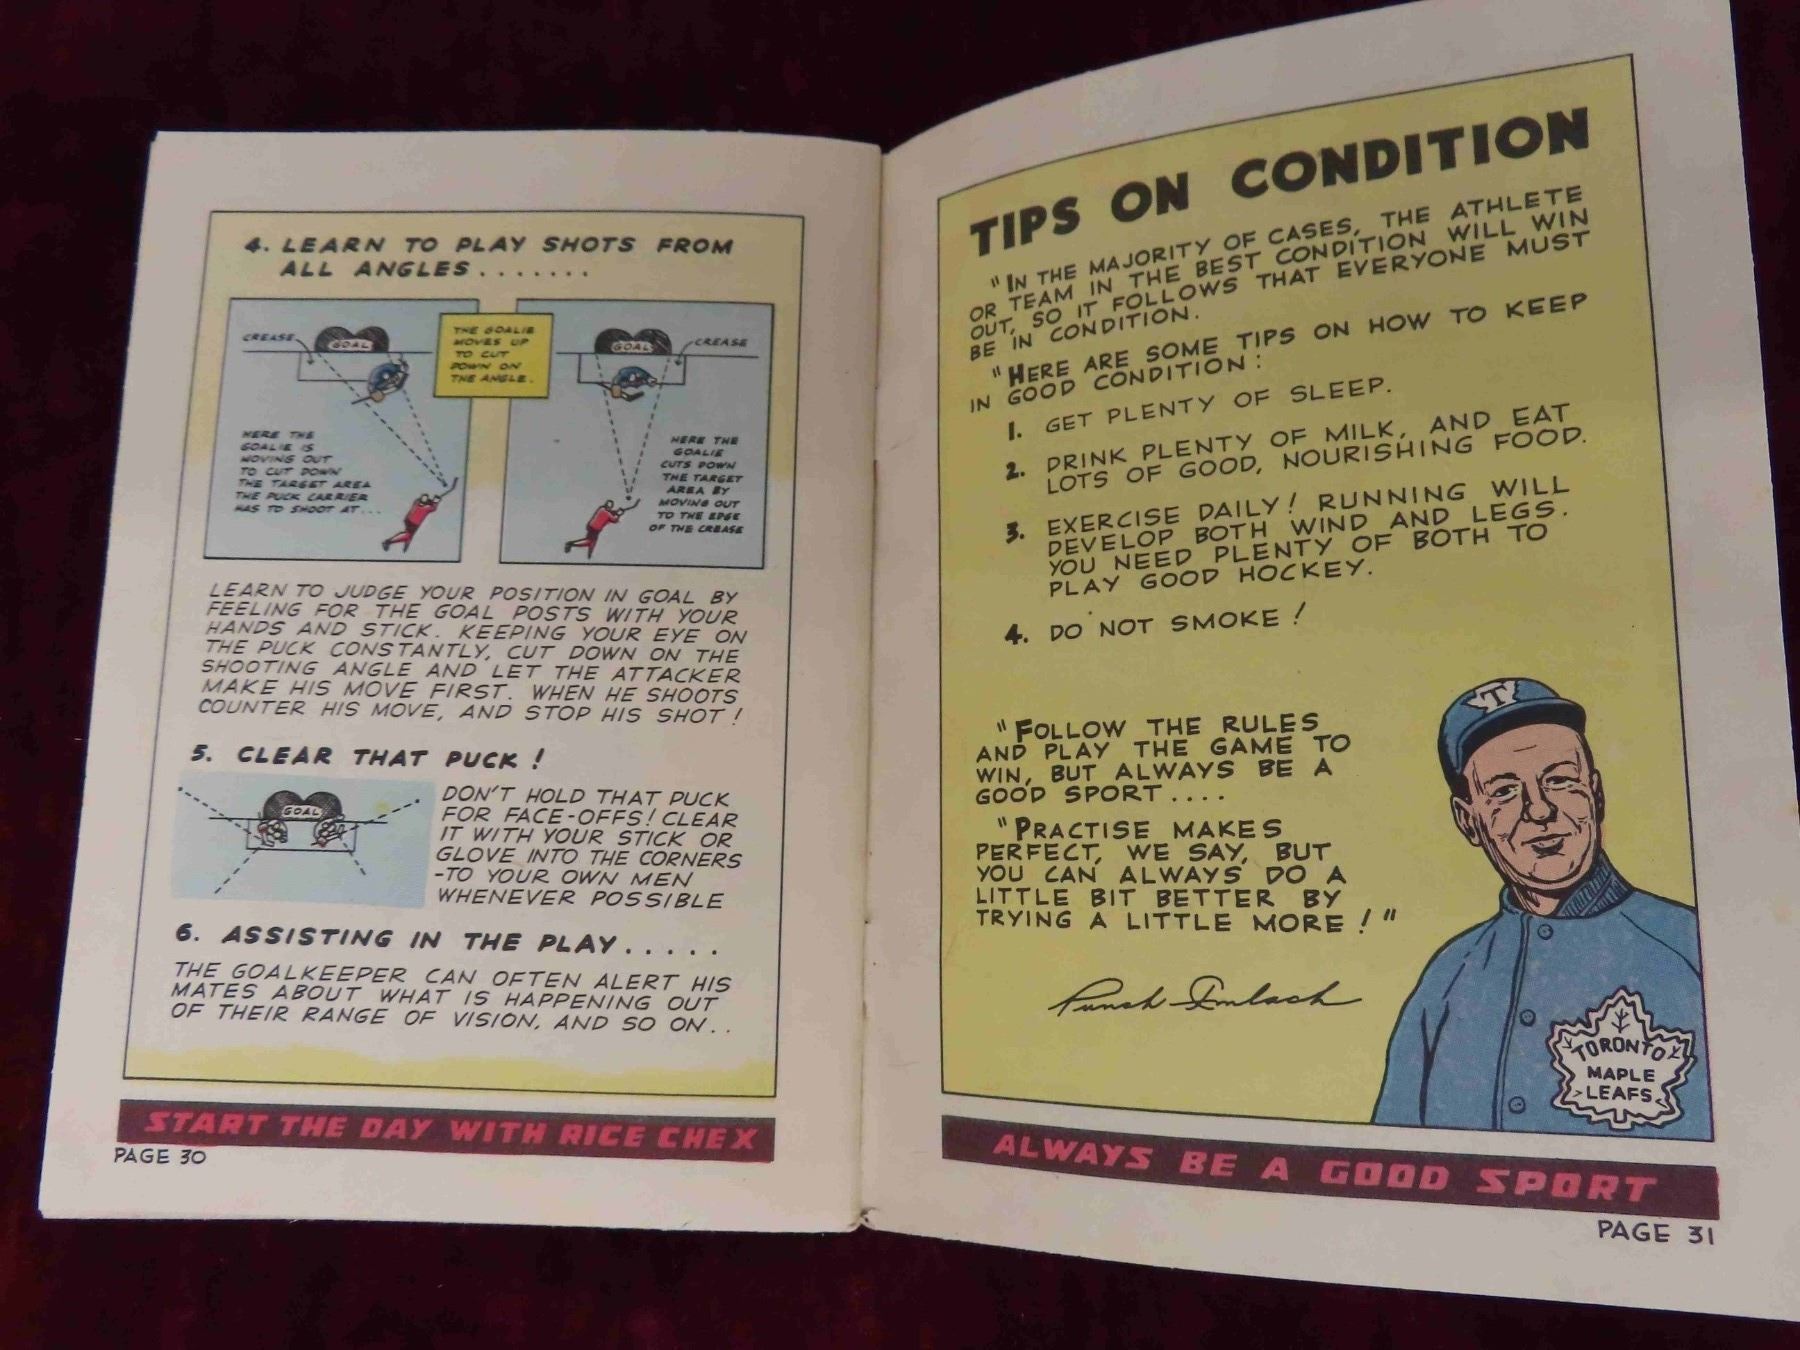 4. LEARN TO PLAY SHOTS FROM
ALL ANGLES.......
CREASE
GOAL
THE GOALIE
MOVES UP
TO CUT
DOWN ON
THE ANGLE.
GOAL
CREASE
HERE THE
GOALIE IS
MOVING OUT
TO CUT DOWN
THE TARGET AREA
THE PUCK CARRIER
HAS TO SHOOT AT...
HERE THE
GOALIE
CUTS DOWN
THE TARGET
AREA BY
MOVING OUT
TO THE EDGE
OF THE CREASE
LEARN TO JUDGE YOUR POSITION IN GOAL BY
FEELING FOR THE GOAL POSTS WITH YOUR
HANDS AND STICK. KEEPING YOUR EYE ON
THE PUCK CONSTANTLY, CUT DOWN ON THE
SHOOTING ANGLE AND LET THE ATTACKER
MAKE HIS MOVE FIRST. WHEN HE SHOOTS
COUNTER HIS MOVE, AND STOP HIS SHOT!
5. CLEAR THAT PUCK!
GOAL
DON'T HOLD THAT PUCK
FOR FACE-OFFS! CLEAR
IT WITH YOUR STICK OR
GLOVE INTO THE CORNERS
-TO YOUR OWN MEN
WHENEVER POSSIBLE
6. ASSISTING IN THE PLAY.....
THE GOALKEEPER CAN OFTEN ALERT HIS
MATES ABOUT WHAT IS HAPPENING OUT
OF THEIR RANGE OF VISION, AND SO ON..
START THE DAY WITH RICE CHEX
PAGE 30
TIPS ON CONDITION
"IN THE MAJORITY OF CASES, THE ATHLETE
OR TEAM IN THE BEST CONDITION WILL WIN
OUT, SO IT FOLLOWS THAT EVERYONE MUST
BE IN CONDITION.
"HERE ARE SOME TIPS ON HOW TO KEEP
IN GOOD CONDITION:
1. GET PLENTY OF SLEEP.
2. DRINK PLENTY OF MILK, AND EAT
LOTS OF GOOD, NOURISHING FOOD.
3. EXERCISE DAILY! RUNNING WILL
DEVELOP BOTH WIND AND LEGS.
YOU NEED PLENTY OF BOTH TO
PLAY GOOD HOCKEY.
4. DO NOT SMOKE!
"FOLLOW THE RULES
AND PLAY THE GAME TO
WIN, BUT ALWAYS BE A
GOOD SPORT....
"PRACTISE MAKES
PERFECT, WE SAY, BUT
YOU CAN ALWAYS DO A
LITTLE BIT BETTER BY
TRYING A LITTLE MORE!"
Punch Imlach
T
TORONTO
MAPLE
LEAFS
ALWAYS BE A GOOD SPORT
PAGE 31